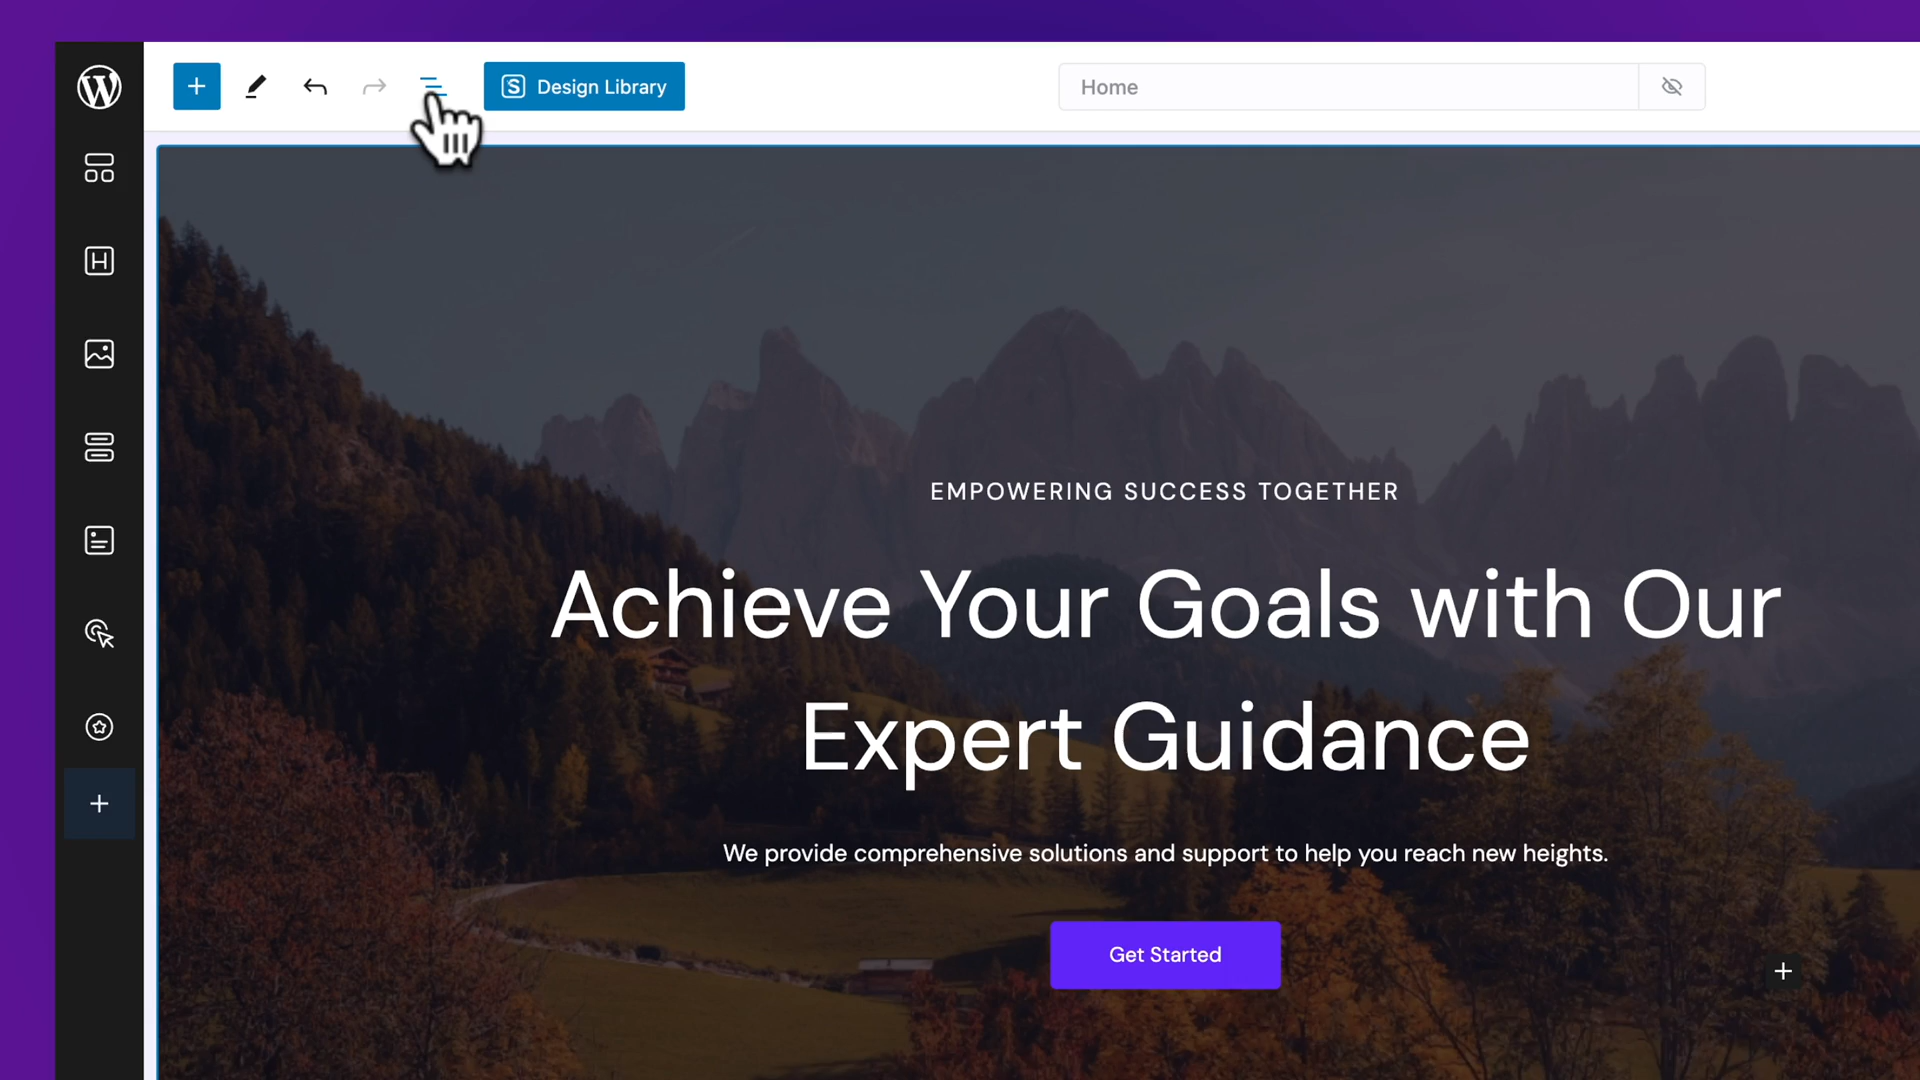 Design Library
Home
EMPOWERING SUCCESS TOGETHER
Achieve Your Goals with Our
Expert Guidance
We provide comprehensive solutions and support to help you reach new heights.
Get Started